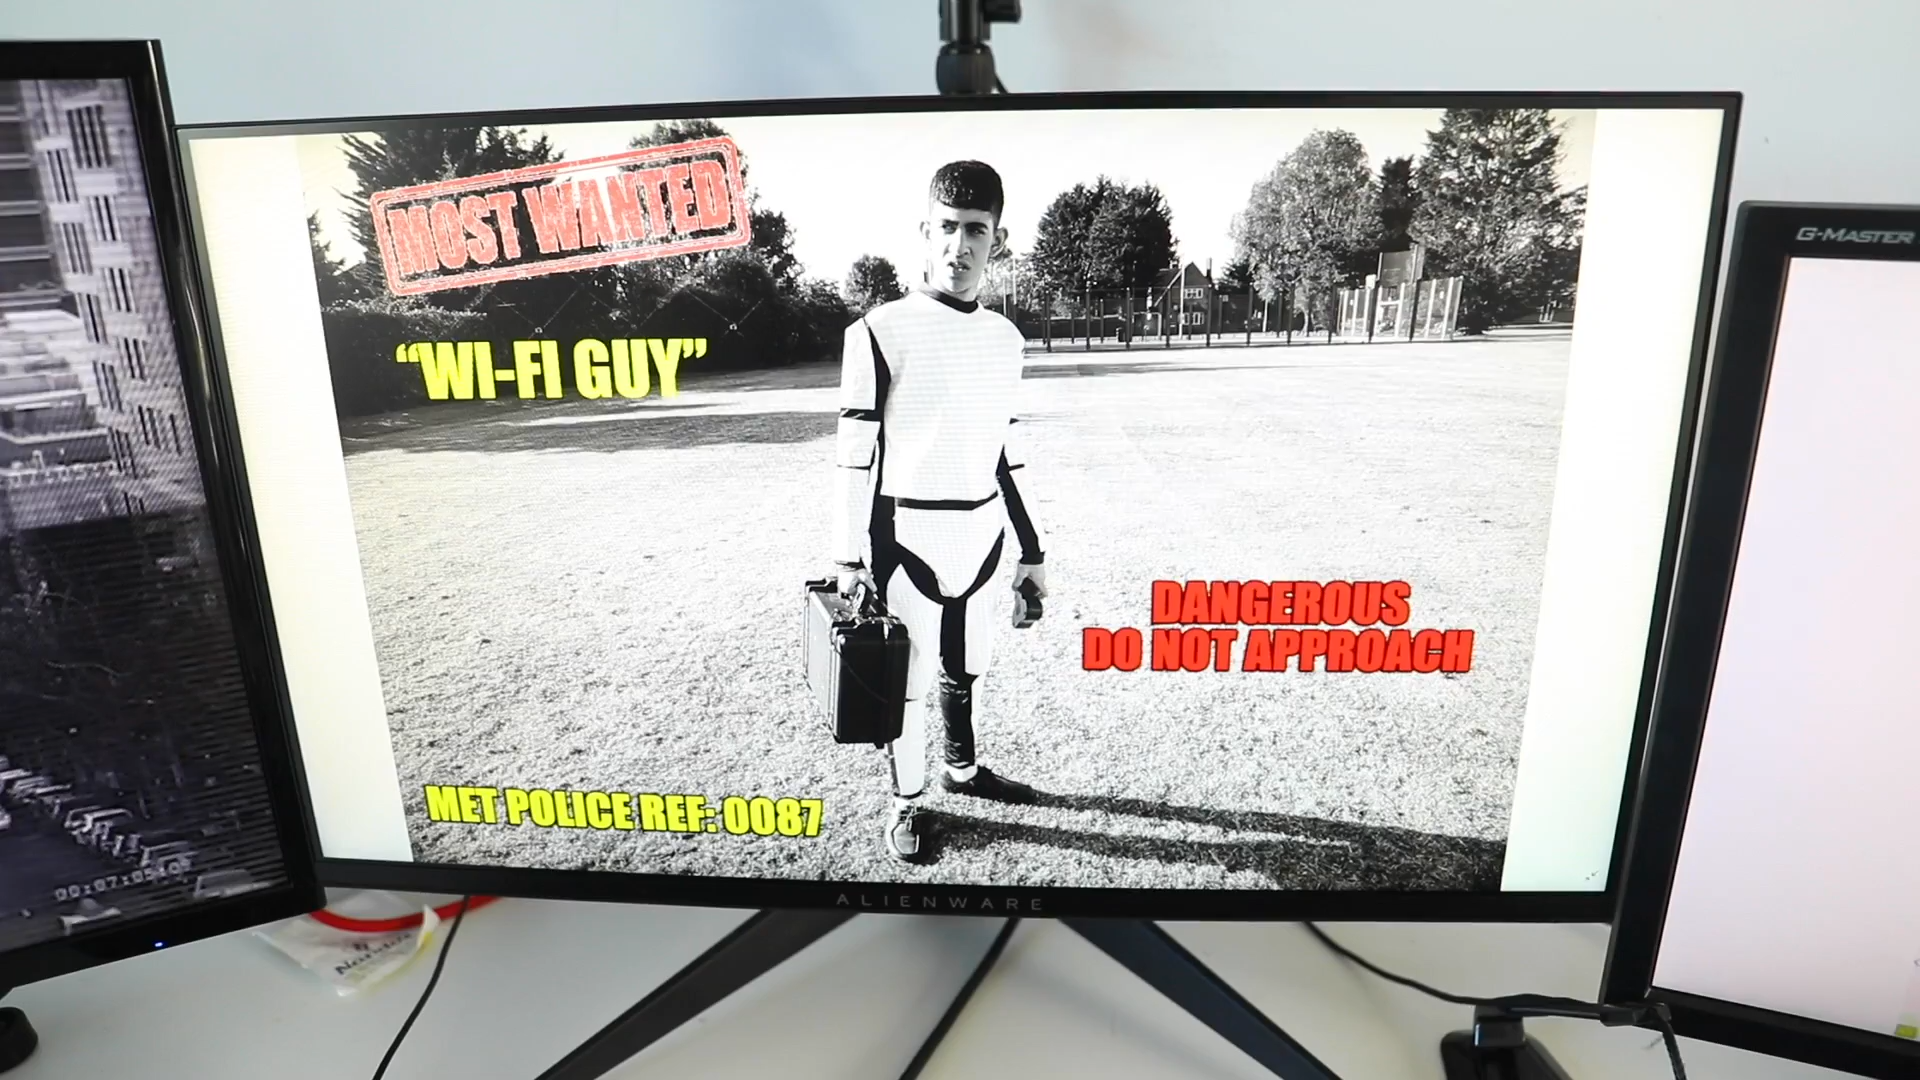 MOST WANTED
“WI-FI GUY”
DANGEROUS
DO NOT APPROACH
MET POLICE REF: 0087
ALIENWARE
G-MASTER